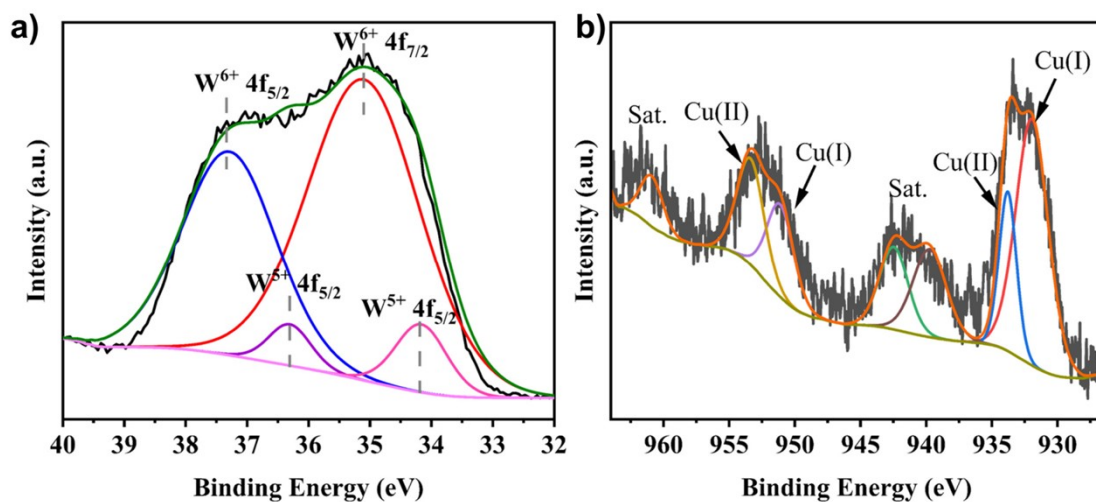 a)
W⁶⁺ 4f₇/₂
W⁶⁺ 4f₅/₂
W⁵⁺ 4f₅/₂
W⁵⁺ 4f₅/₂
Intensity (a.u.)
40 39 38 37 36 35 34 33 32
Binding Energy (eV)
b)
Cu(I)
Sat.
Cu(II)
Cu(I)
Cu(II)
Sat.
Intensity (a.u.)
960 955 950 945 940 935 930
Binding Energy (eV)